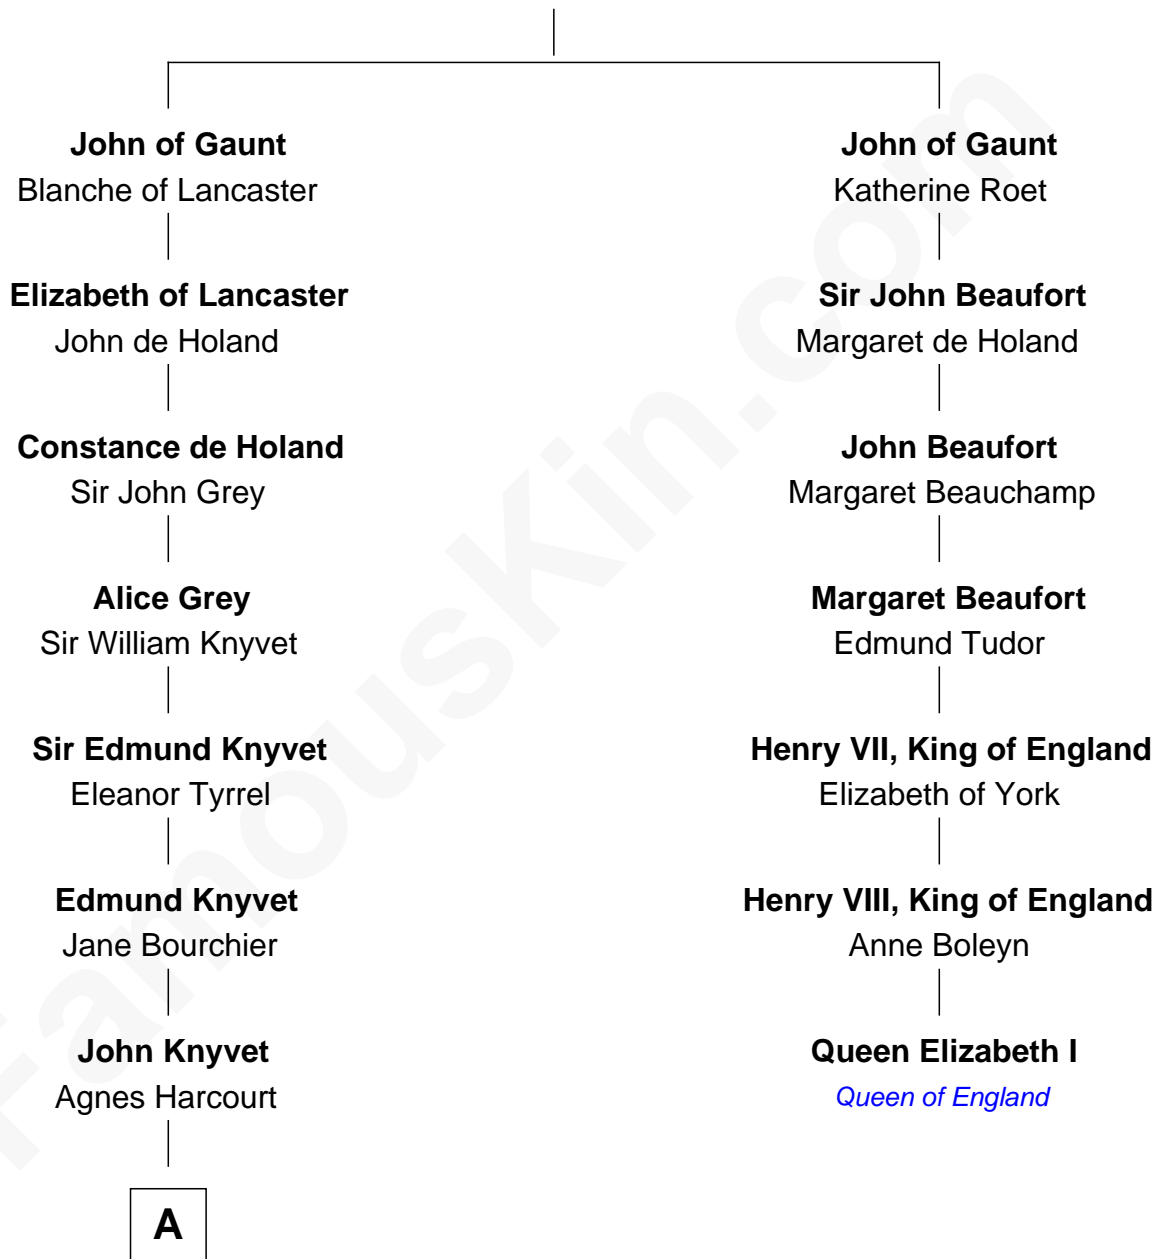 John of Gaunt
Blanche of Lancaster
Elizabeth of Lancaster
John de Holand
Constance de Holand
Sir John Grey
Alice Grey
Sir William Knyvet
Sir Edmund Knyvet
Eleanor Tyrrel
Edmund Knyvet
Jane Bourchier
John Knyvet
Agnes Harcourt
A
John of Gaunt
Katherine Roet
Sir John Beaufort
Margaret de Holand
John Beaufort
Margaret Beauchamp
Margaret Beaufort
Edmund Tudor
Henry VII, King of England
Elizabeth of York
Henry VIII, King of England
Anne Boleyn
Queen Elizabeth I
Queen of England
FamousKin.com